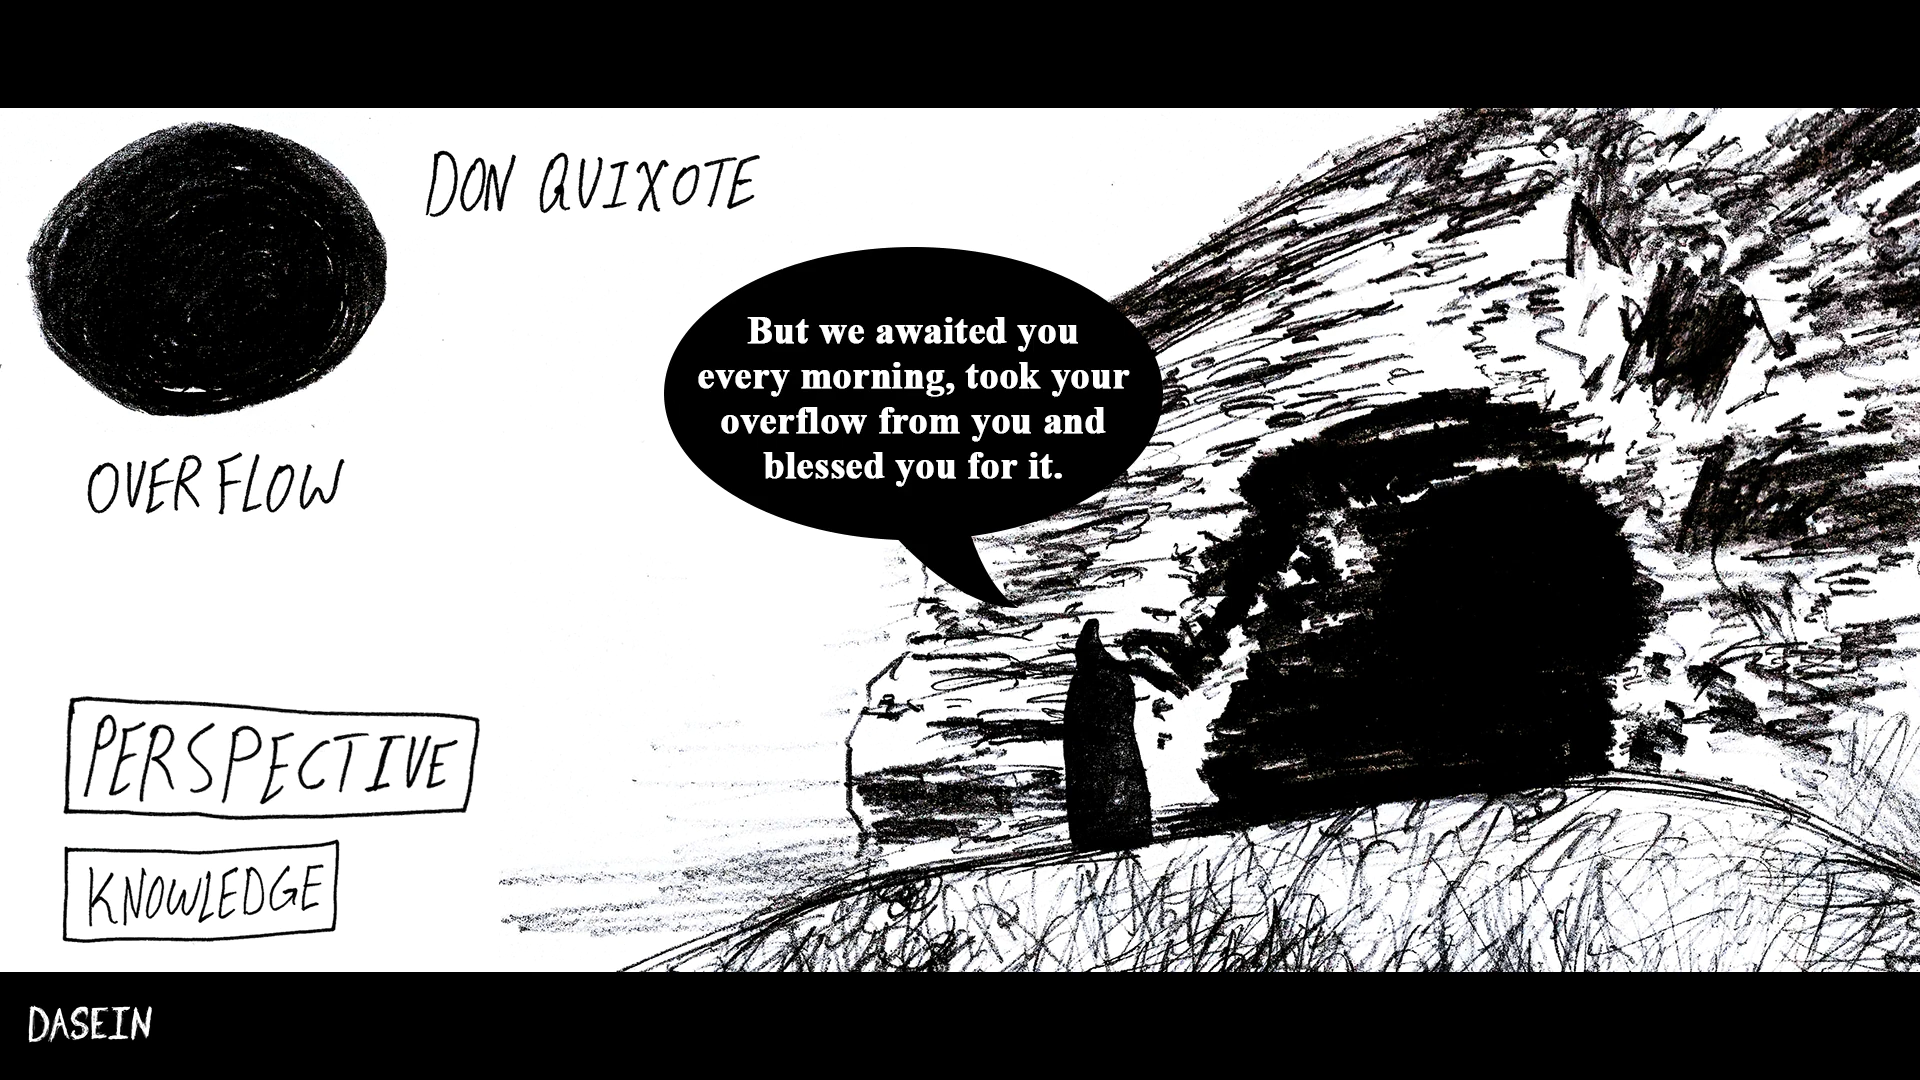 DON QUIXOTE
But we awaited you
every morning, took your
overflow from you and
blessed you for it.
OVERFLOW
PERSPECTIVE
KNOWLEDGE
DASEIN